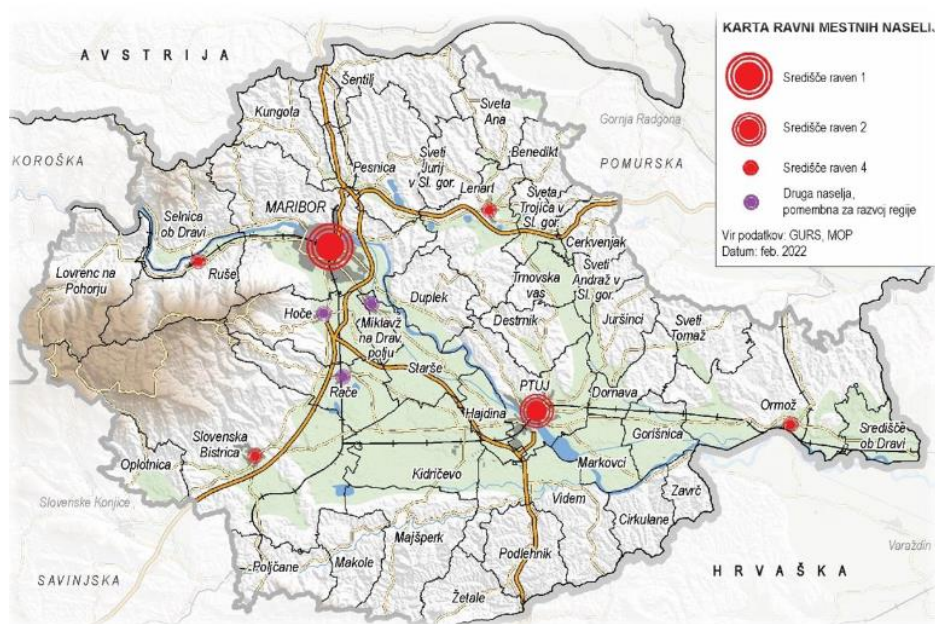 KARTA RAVNI MESTNIH NASELIJ
Središče raven 1
Središče raven 2
Središče raven 4
Druga naselja,
pomembna za razvoj regije
Vir podatkov: GURS, MOP
Datum: feb. 2022
AVSTRIJA
Šentilj
Kungota
Sveta
Ana
Gornja Radgona
KOROŠKA
Pesnica
Sveti
Jurij
v Sl. gor.
Benedikt
POMURSKA
Lenart
Sveta
Trojica v
Sl. gor.
MARIBOR
Selnica
ob Dravi
Cerkvenjak
Ruše
Lovrenc na
Pohorju
Trnovska
vas
Sveti
Andraž v
Sl. gor.
Duplek
Hoče
Miklavž
na Drav.
polju
Destrnik
Juršinci
Sveti
Tomaž
Starše
Rače
PTUJ
Dornava
Ormož
Hajdina
Središče
ob Dravi
Slovenska
Bistrica
Gorišnica
Oplotnica
Kidričevo
Markovci
Slovenske Konjice
Videm
Zavrč
Cirkulane
Majšperk
Varaždin
Podlehnik
Poljčane
Makole
SAVINJSKA
HRVAŠKA
Žetale